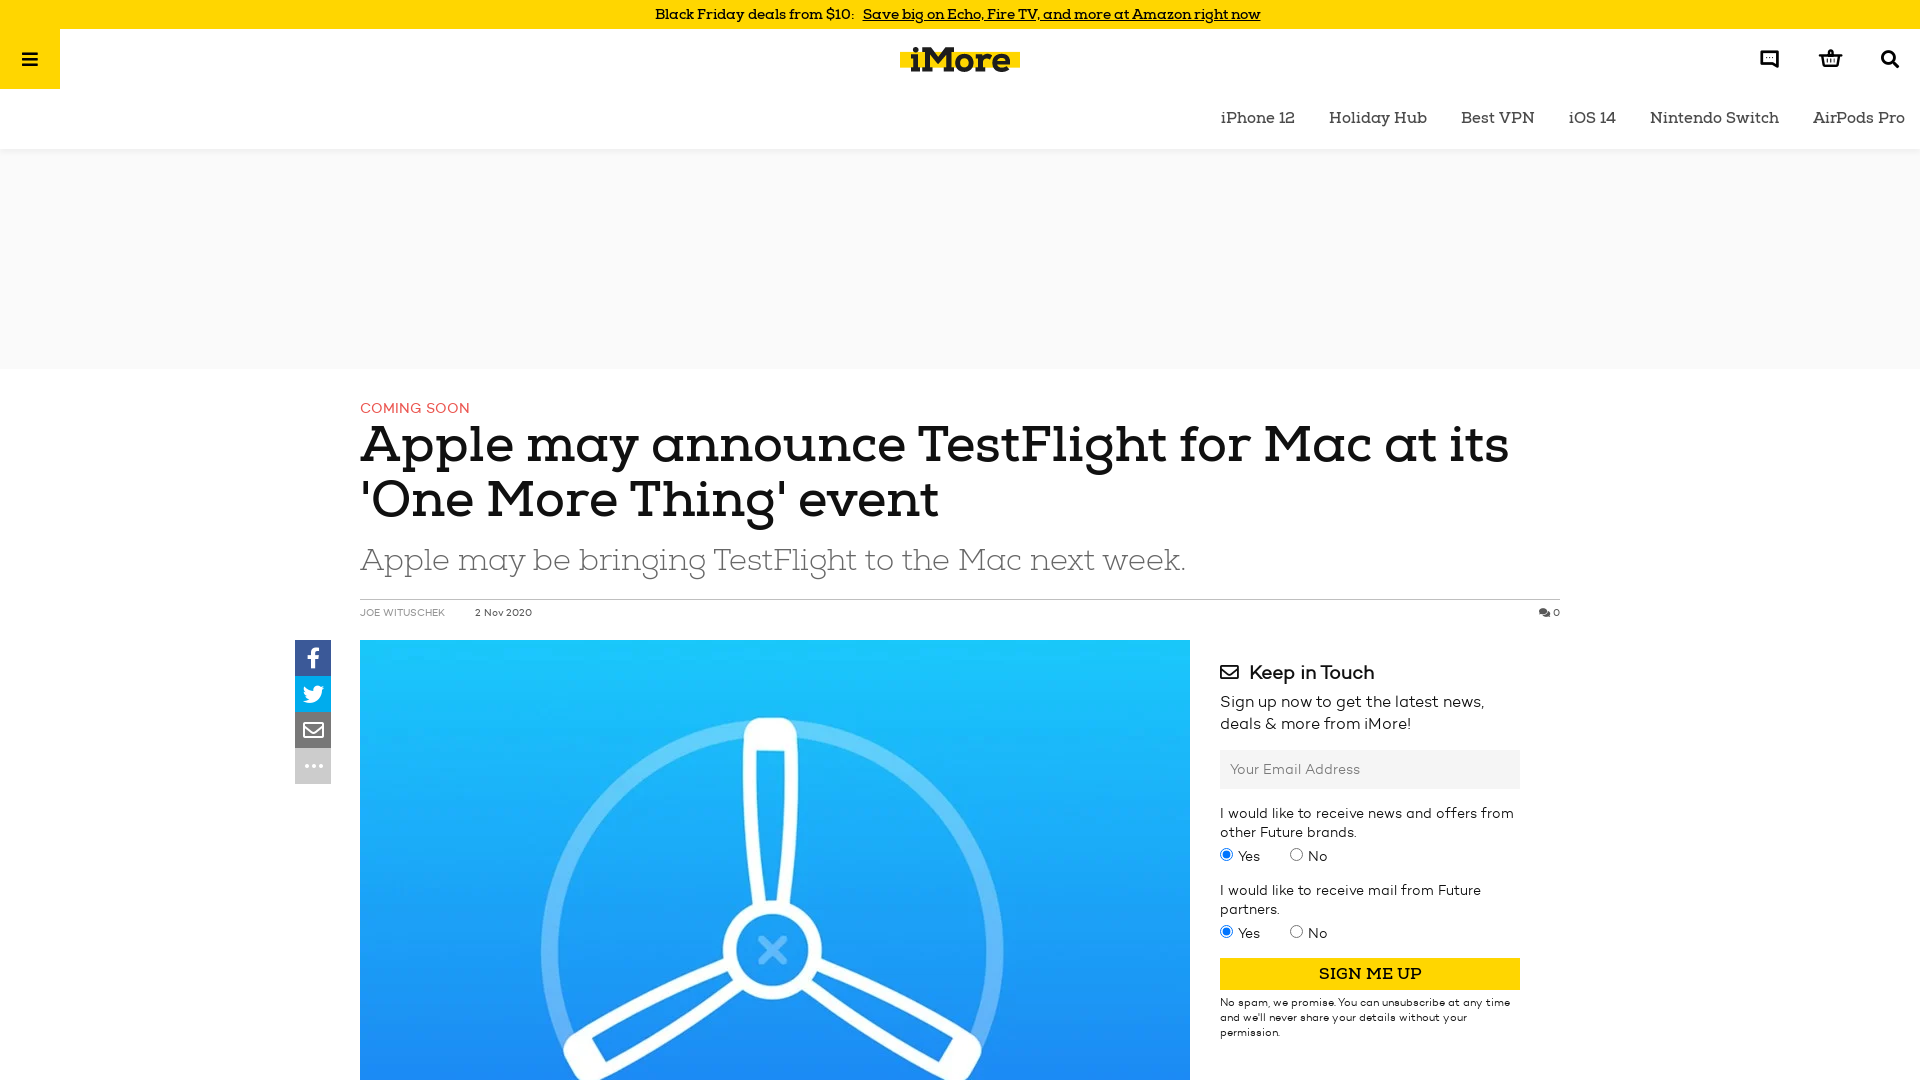 Black Friday deals from $10: Save big on Echo, Fire TV, and more at Amazon right now
iMore
iPhone 12 Holiday Hub Best VPN iOS 14 Nintendo Switch AirPods Pro
COMING SOON
Apple may announce TestFlight for Mac at its
'One More Thing' event
Apple may be bringing TestFlight to the Mac next week.
JOE WITUSCHEK 2 Nov 2020 0
Keep in Touch
Sign up now to get the latest news,
deals & more from iMore!
Your Email Address
I would like to receive news and offers from
other Future brands.
Yes No
I would like to receive mail from Future
partners.
Yes No
SIGN ME UP
No spam, we promise. You can unsubscribe at any time
and we'll never share your details without your
permission.